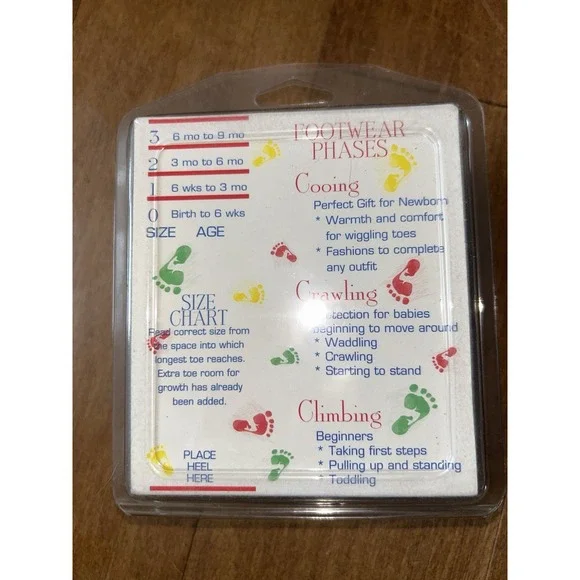 3 6 mo to 9 mo
2 3 mo to 6 mo
1 6 wks to 3 mo
0 Birth to 6 wks
SIZE AGE
SIZE
CHART
Read correct size from
the space into which
longest toe reaches.
Extra toe room for
growth has already
been added.
PLACE
HEEL
HERE
FOOTWEAR
PHASES
Cooing
Perfect Gift for Newborn
* Warmth and comfort
for wiggling toes
* Fashions to complete
any outfit
Crawling
Protection for babies
beginning to move around
* Waddling
* Crawling
* Starting to stand
Climbing
Beginners
* Taking first steps
* Pulling up and standing
* Toddling